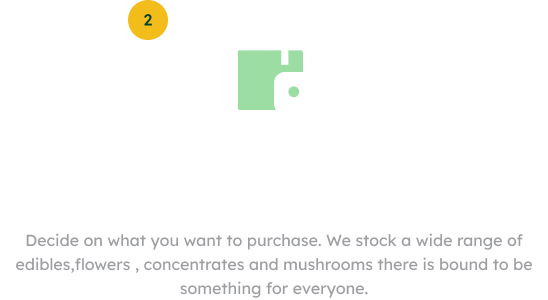 2
Decide on what you want to purchase. We stock a wide range of
edibles,flowers , concentrates and mushrooms there is bound to be
something for everyone.